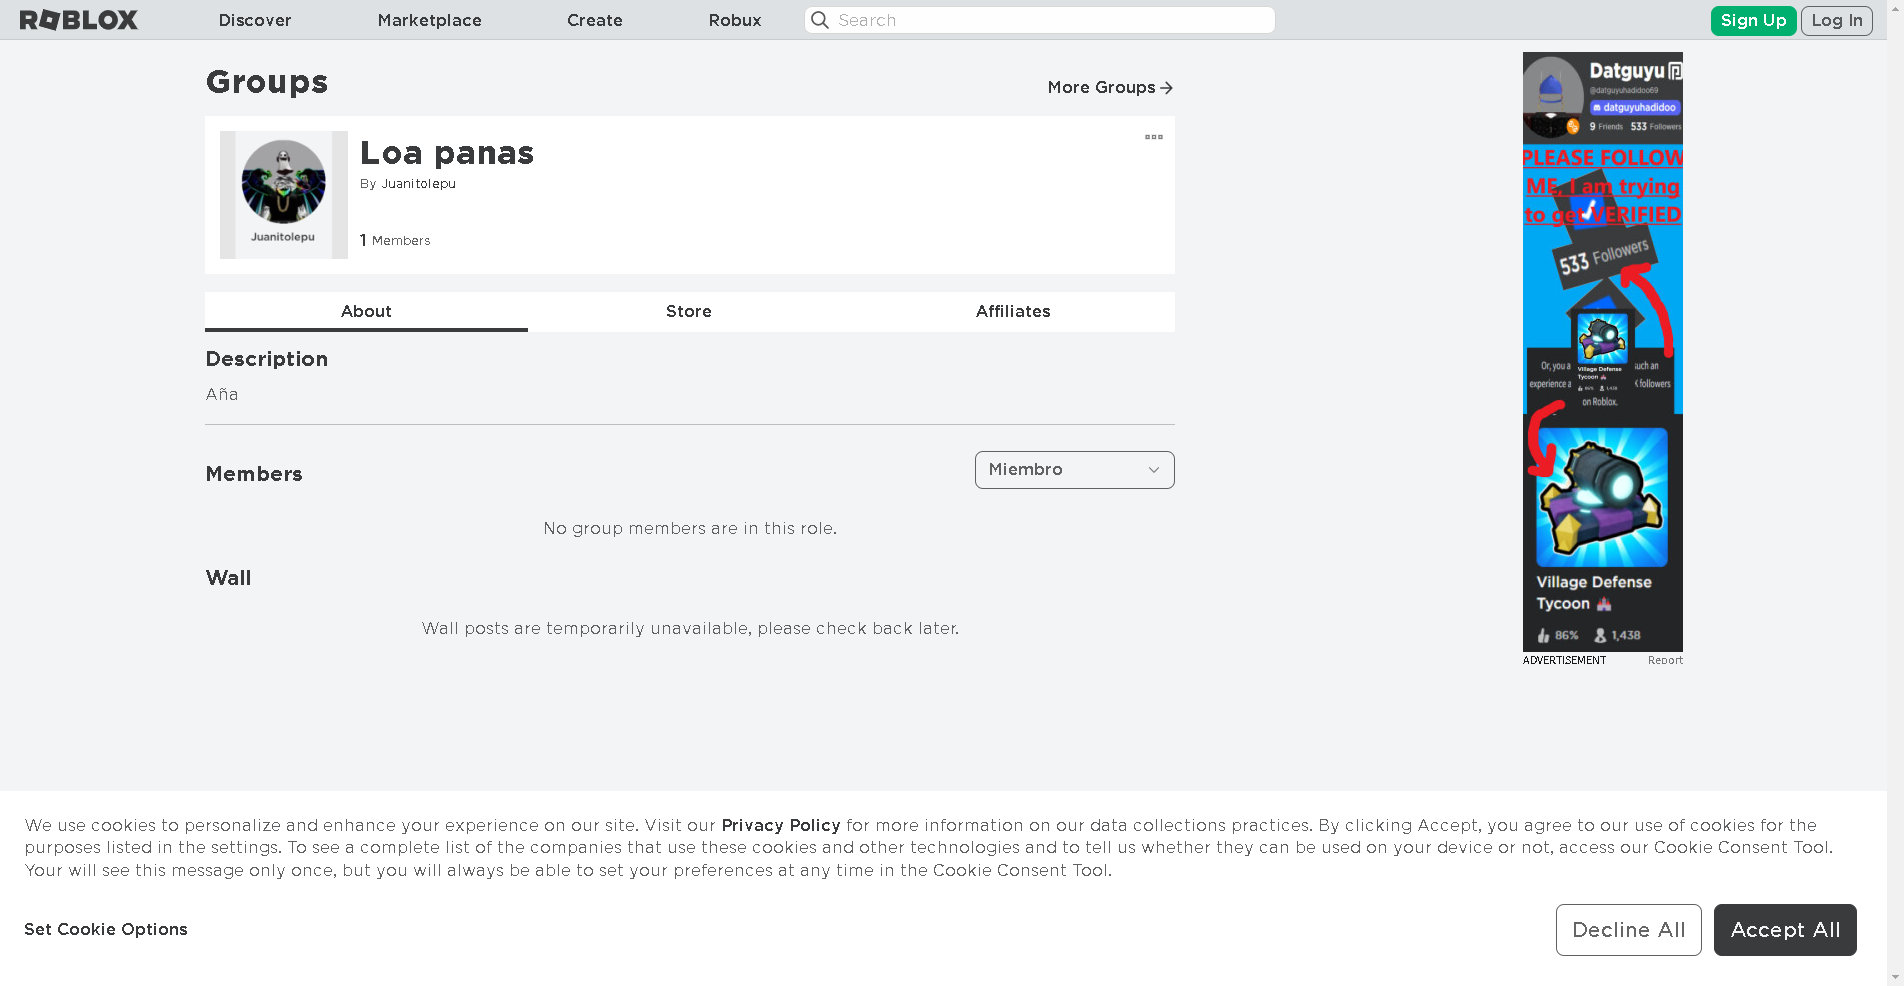 ROBLOX
Discover
Marketplace
Create
Robux
Search
Sign Up
Log In
Groups
More Groups
Loa panas
By Juanitolepu
Juanitolepu
1 Members
About
Store
Affiliates
Description
Aña
Members
Miembro
No group members are in this role.
Wall
Wall posts are temporarily unavailable, please check back later.
Datguyu
@datguyuhadidoo69
datguyuhadidoo
9 Friends 533 Followers
PLEASE FOLLOW
ME, I am trying
to get VERIFIED
533 Followers
Village Defense
Tycoon
86% 1,438
Or, you a
such an
experience a
K followers
on Roblox.
Village Defense
Tycoon
86% 1,438
ADVERTISEMENT
Report
We use cookies to personalize and enhance your experience on our site. Visit our Privacy Policy for more information on our data collections practices. By clicking Accept, you agree to our use of cookies for the
purposes listed in the settings. To see a complete list of the companies that use these cookies and other technologies and to tell us whether they can be used on your device or not, access our Cookie Consent Tool.
Your will see this message only once, but you will always be able to set your preferences at any time in the Cookie Consent Tool.
Set Cookie Options
Decline All
Accept All